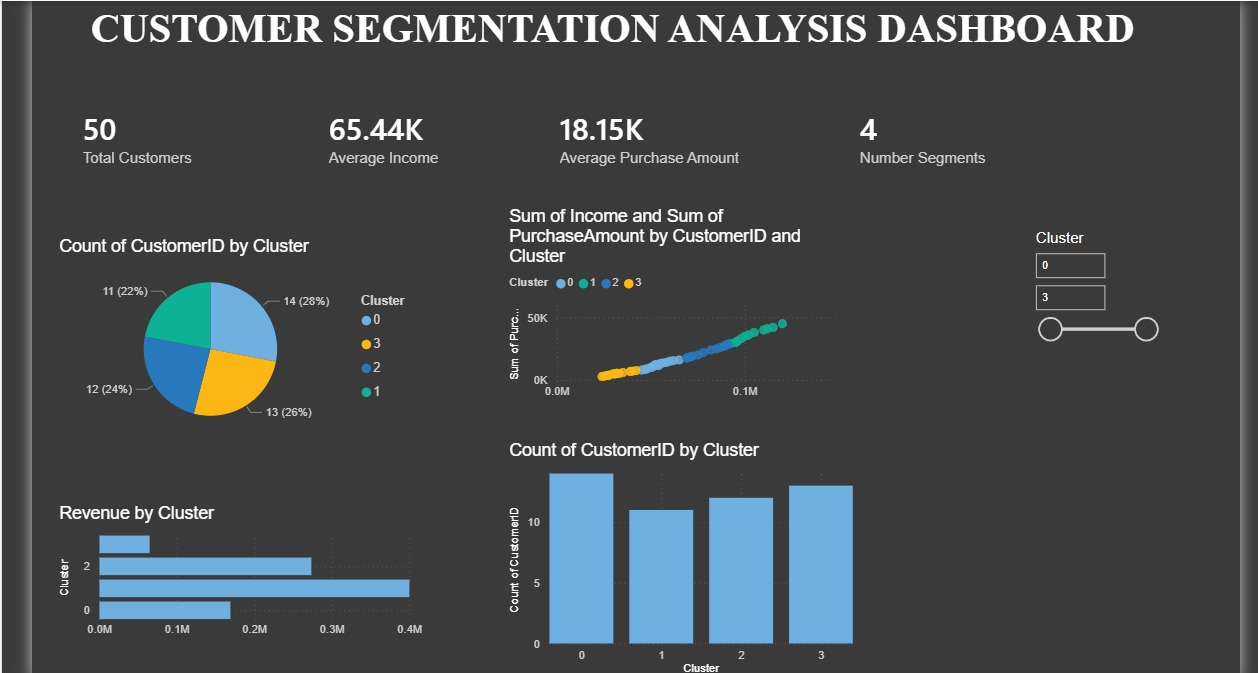 CUSTOMER SEGMENTATION ANALYSIS DASHBOARD
50
Total Customers
65.44K
Average Income
18.15K
Average Purchase Amount
4
Number Segments
Count of CustomerID by Cluster
11 (22%)
14 (28%)
12 (24%)
13 (26%)
Cluster
0
3
2
1
Sum of Income and Sum of
PurchaseAmount by CustomerID and
Cluster
Cluster 0 1 2 3
Sum of Purc...
50K
0K
0.0M 0.1M
Cluster
0
3
Revenue by Cluster
Cluster
2
0
0.0M 0.1M 0.2M 0.3M 0.4M
Count of CustomerID by Cluster
Count of CustomerID
10
5
0
0 1 2 3
Cluster